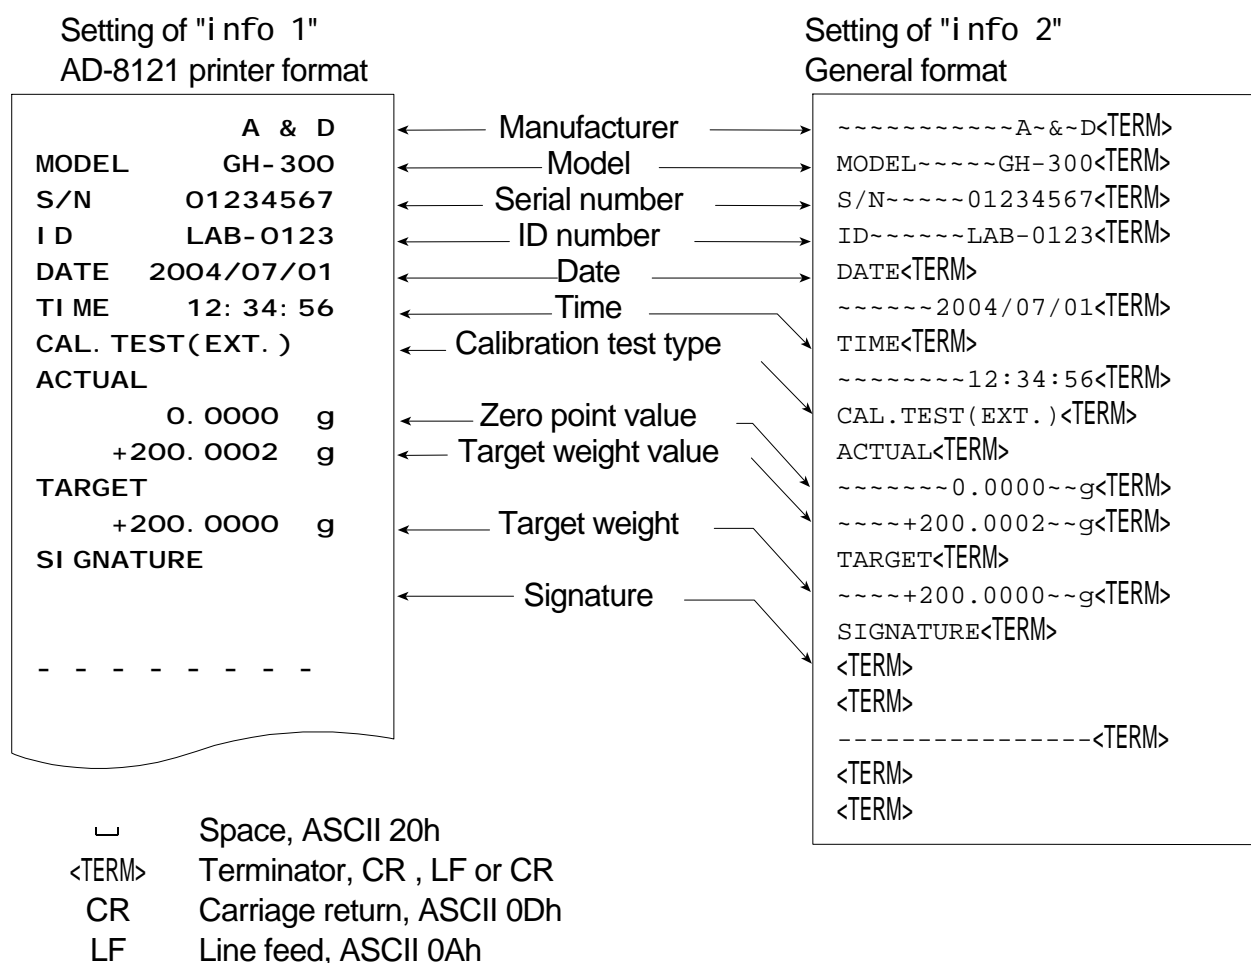 Setting of "info 1"
AD-8121 printer format
A & D
MODEL GH-300
S/N 01234567
ID LAB-0123
DATE 2004/07/01
TIME 12:34:56
CAL.TEST(EXT.)
ACTUAL
0.0000 g
+200.0002 g
TARGET
+200.0000 g
SIGNATURE
- - - - - - - -
Manufacturer
Model
Serial number
ID number
Date
Time
Calibration test type
Zero point value
Target weight value
Target weight
Signature
Setting of "info 2"
General format
~~~~~~~~~~~A~&~D<TERM>
MODEL~~~~~GH-300<TERM>
S/N~~~~~01234567<TERM>
ID~~~~~~LAB-0123<TERM>
DATE<TERM>
~~~~~~2004/07/01<TERM>
TIME<TERM>
~~~~~~~~12:34:56<TERM>
CAL.TEST(EXT.)<TERM>
ACTUAL<TERM>
~~~~~~~0.0000~~g<TERM>
~~~~+200.0002~~g<TERM>
TARGET<TERM>
~~~~+200.0000~~g<TERM>
SIGNATURE<TERM>
<TERM>
<TERM>
----------------<TERM>
<TERM>
<TERM>
⌴ Space, ASCII 20h
<TERM> Terminator, CR , LF or CR
CR Carriage return, ASCII 0Dh
LF Line feed, ASCII 0Ah